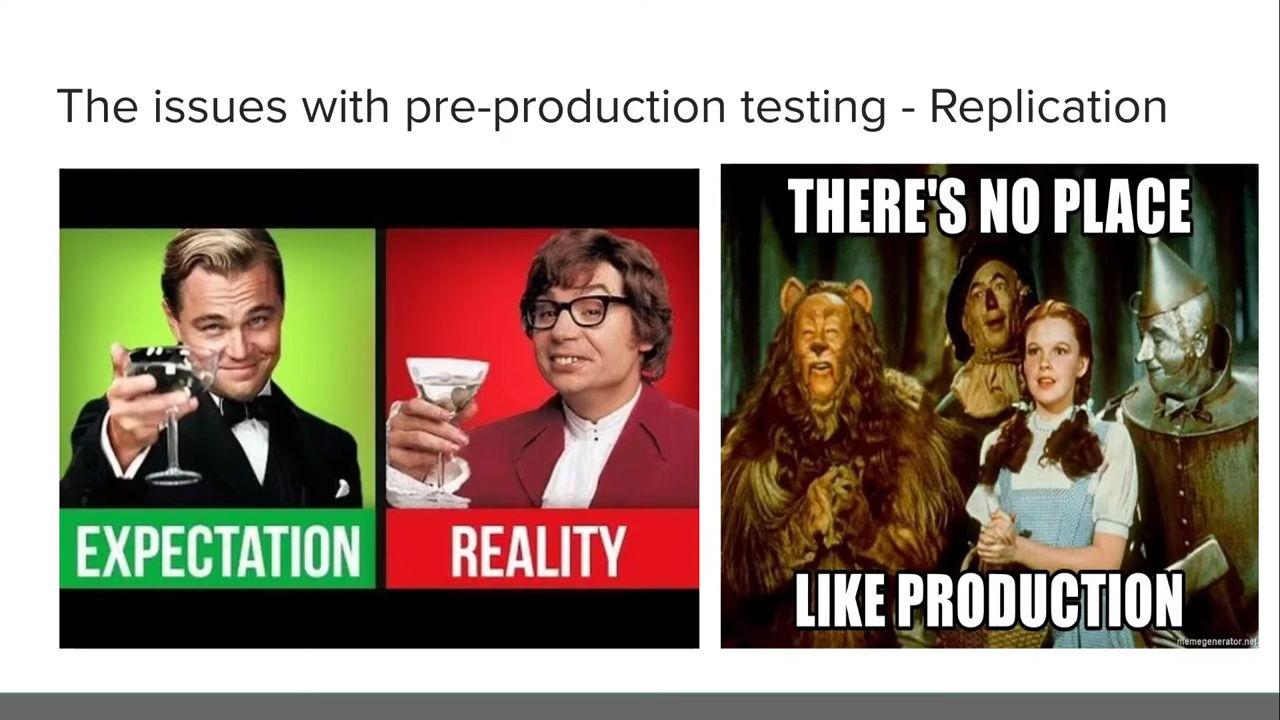 The issues with pre-production testing - Replication
EXPECTATION
REALITY
THERE'S NO PLACE
LIKE PRODUCTION
memegenerator.net